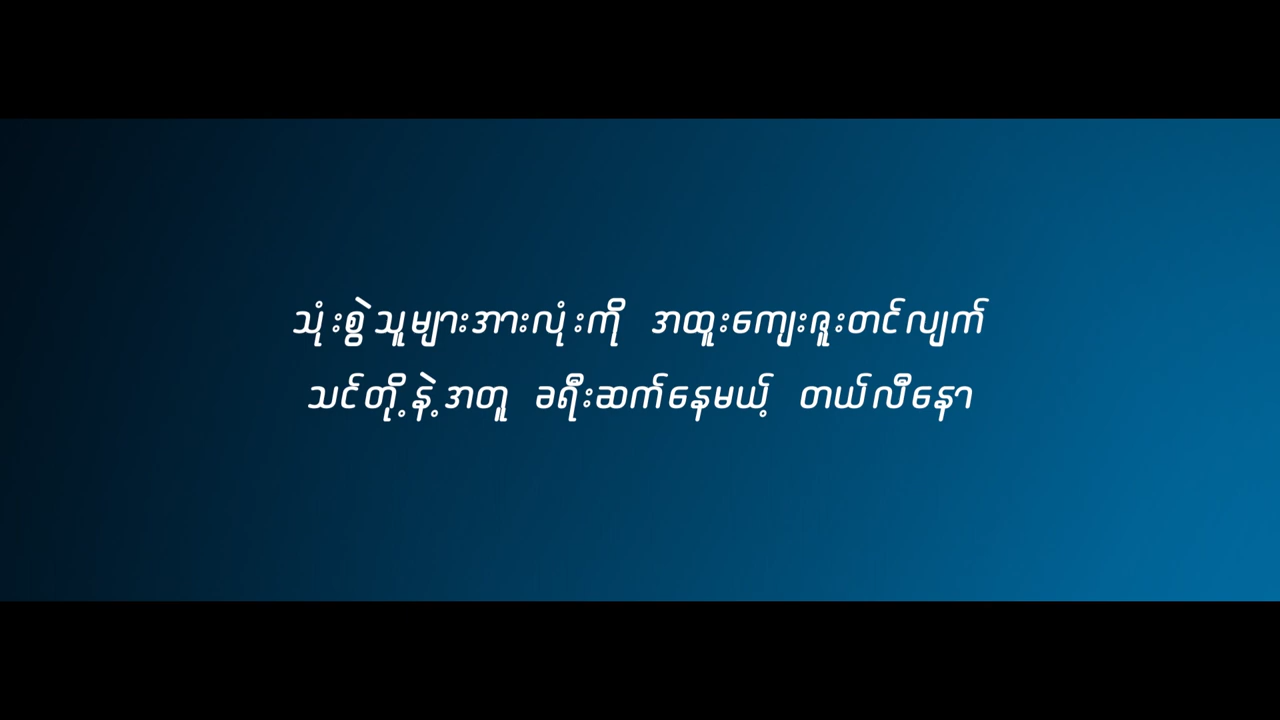 သုံးစွဲသူများအားလုံးကို အထူးကျေးဇူးတင်လျက်
သင်တို့နဲ့အတူ ခရီးဆက်နေမယ့် တယ်လီနော